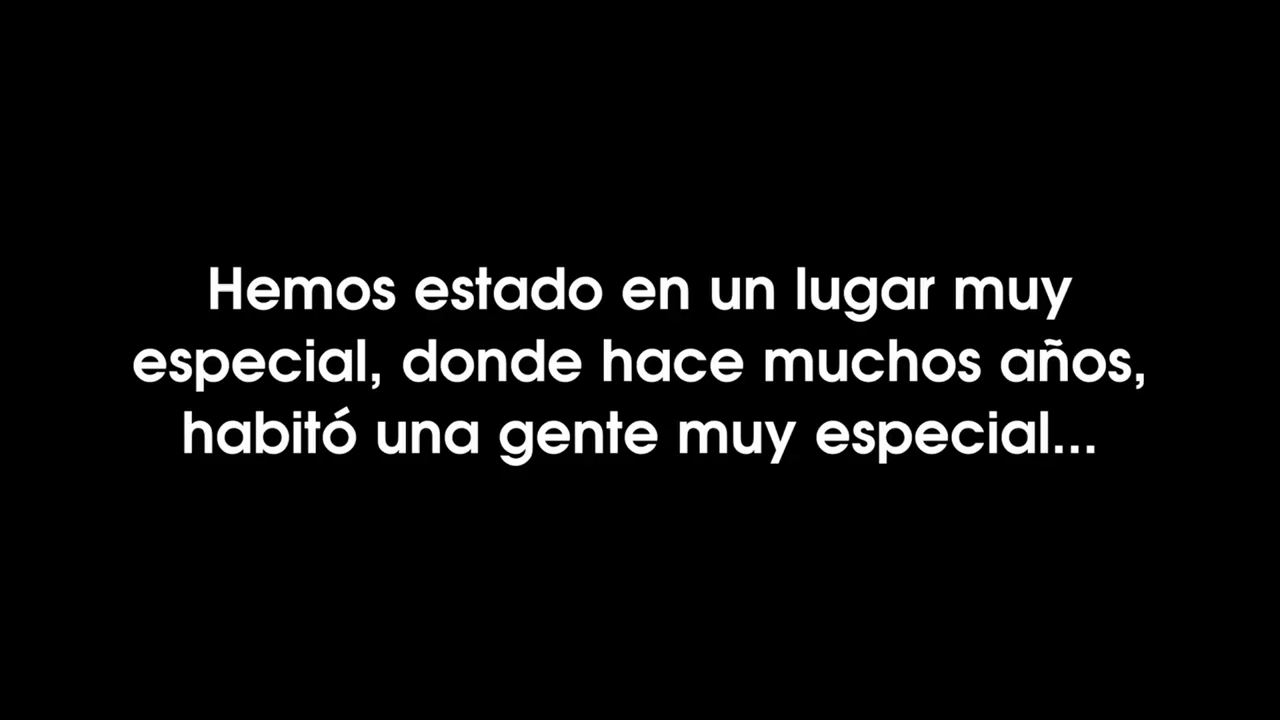 Hemos estado en un lugar muy
especial, donde hace muchos años,
habitó una gente muy especial...